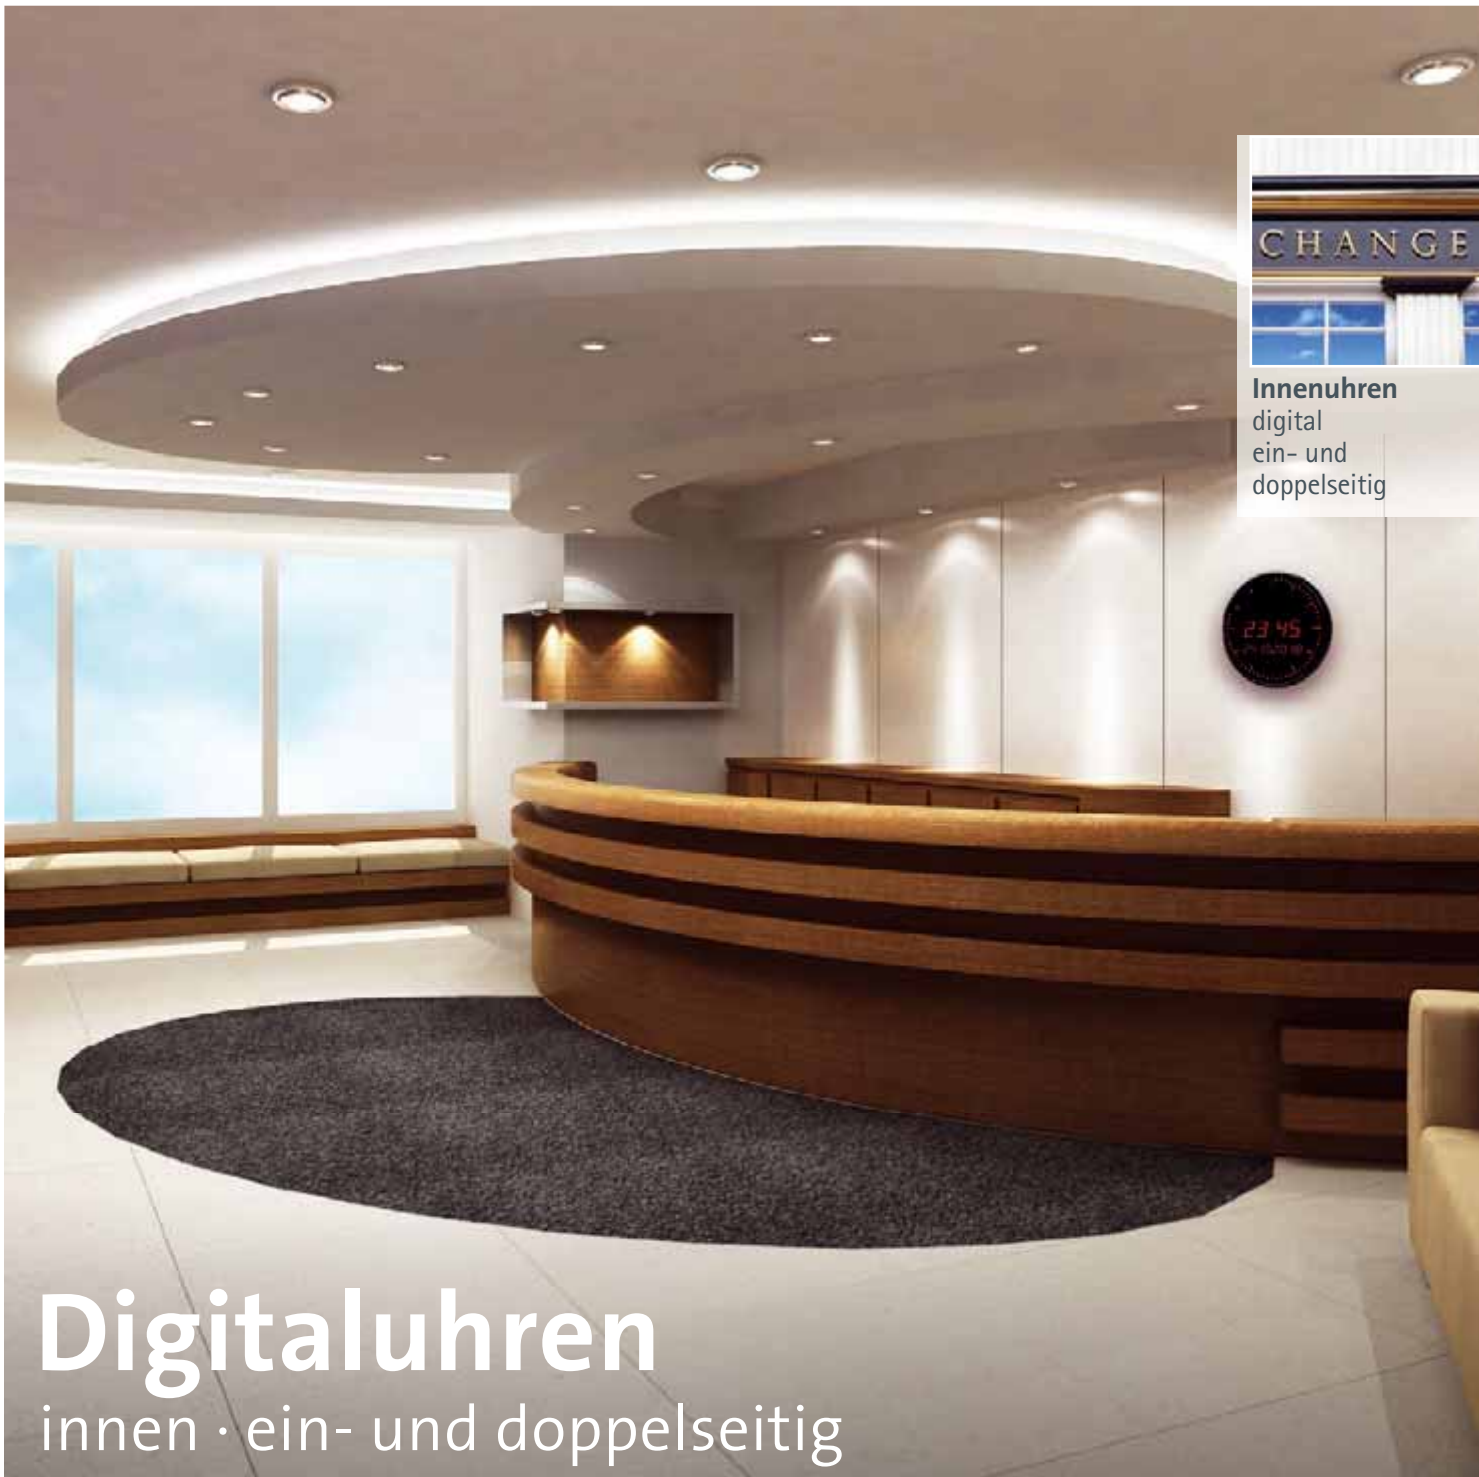 CHANGE
Innenuhren
digital
ein- und
doppelseitig
23 45
Digitaluhren
innen · ein- und doppelseitig